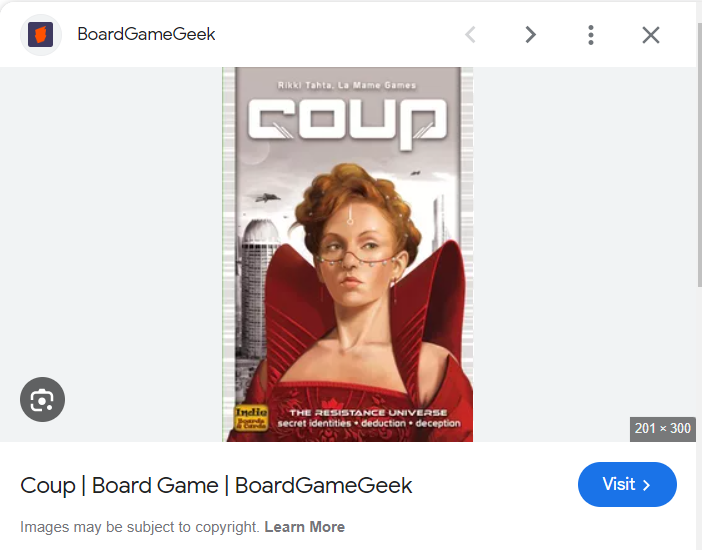 BoardGameGeek
Rikki Tahta, La Mame Games
COUP
Indie
Boards
& Cards
THE RESISTANCE UNIVERSE
secret identities • deduction • deception
201 × 300
Coup | Board Game | BoardGameGeek
Visit
Images may be subject to copyright. Learn More